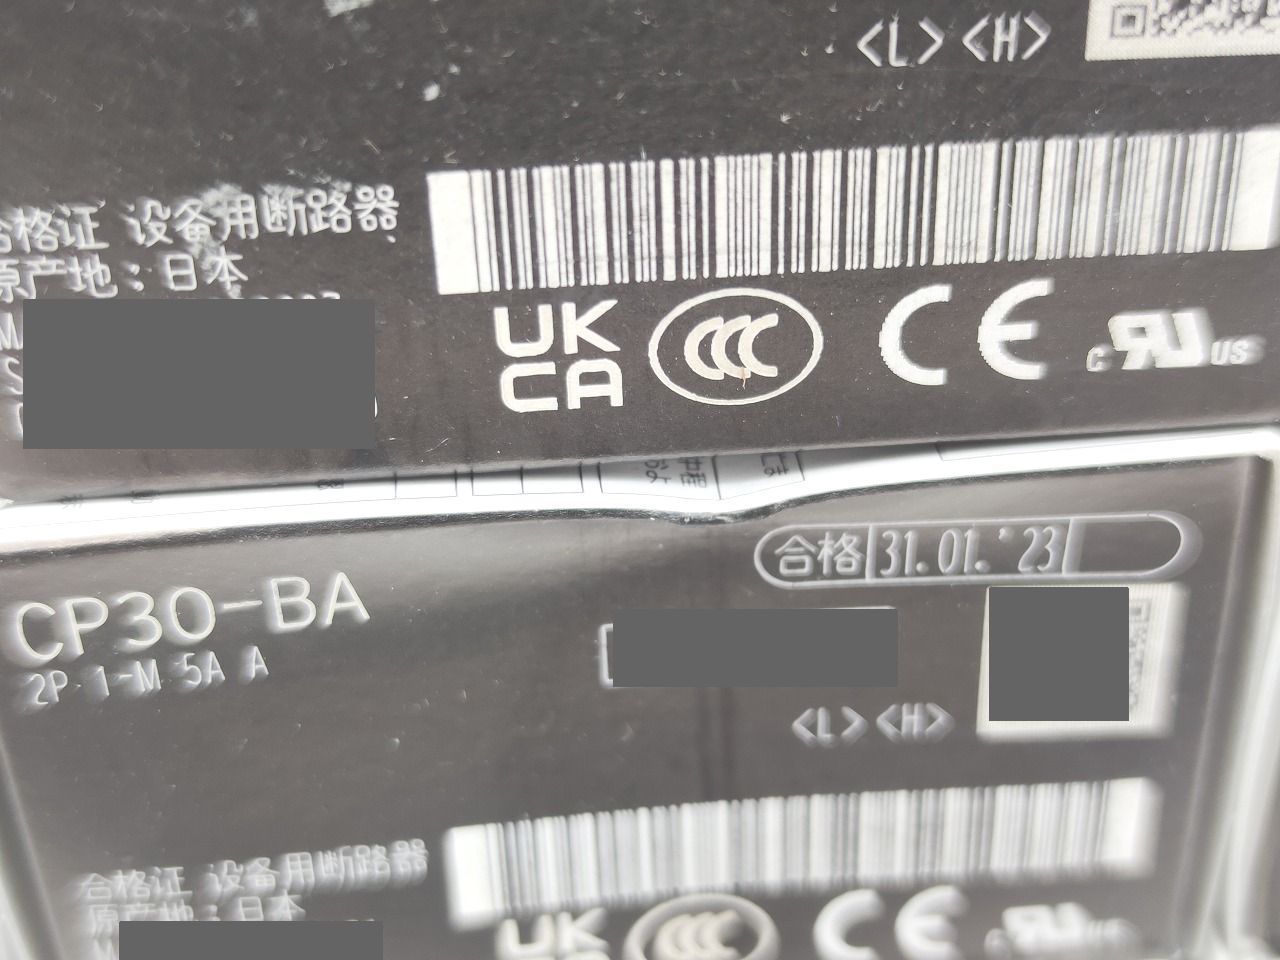 <L> <H>
合格证 设备用断路器
原产地：日本
UK
CA
CCC
CE
c RU US
合格 31.01.'23
CP30-BA
2P 1-M 5A A
<L> <H>
合格证 设备用断路器
原产地：日本
UK
CCC
CE